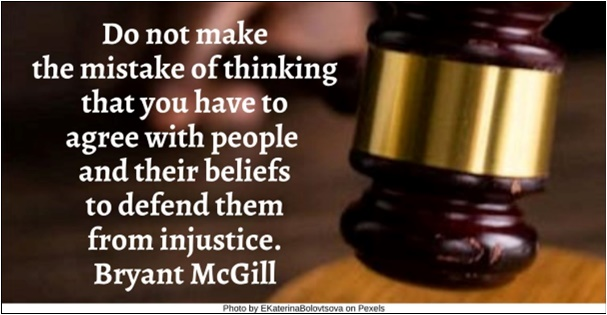 Do not make
the mistake of thinking
that you have to
agree with people
and their beliefs
to defend them
from injustice.
Bryant McGill
Photo by EKaterinaBolovtsova on Pexels